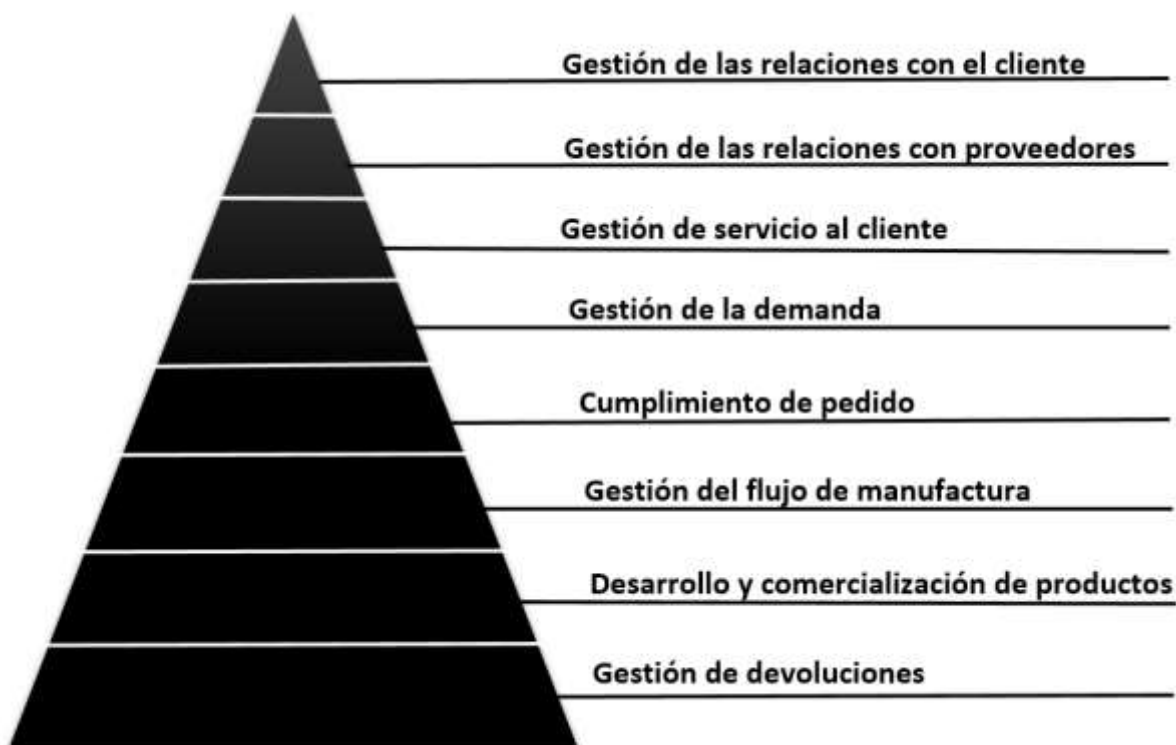 Gestión de las relaciones con el cliente
Gestión de las relaciones con proveedores
Gestión de servicio al cliente
Gestión de la demanda
Cumplimiento de pedido
Gestión del flujo de manufactura
Desarrollo y comercialización de productos
Gestión de devoluciones